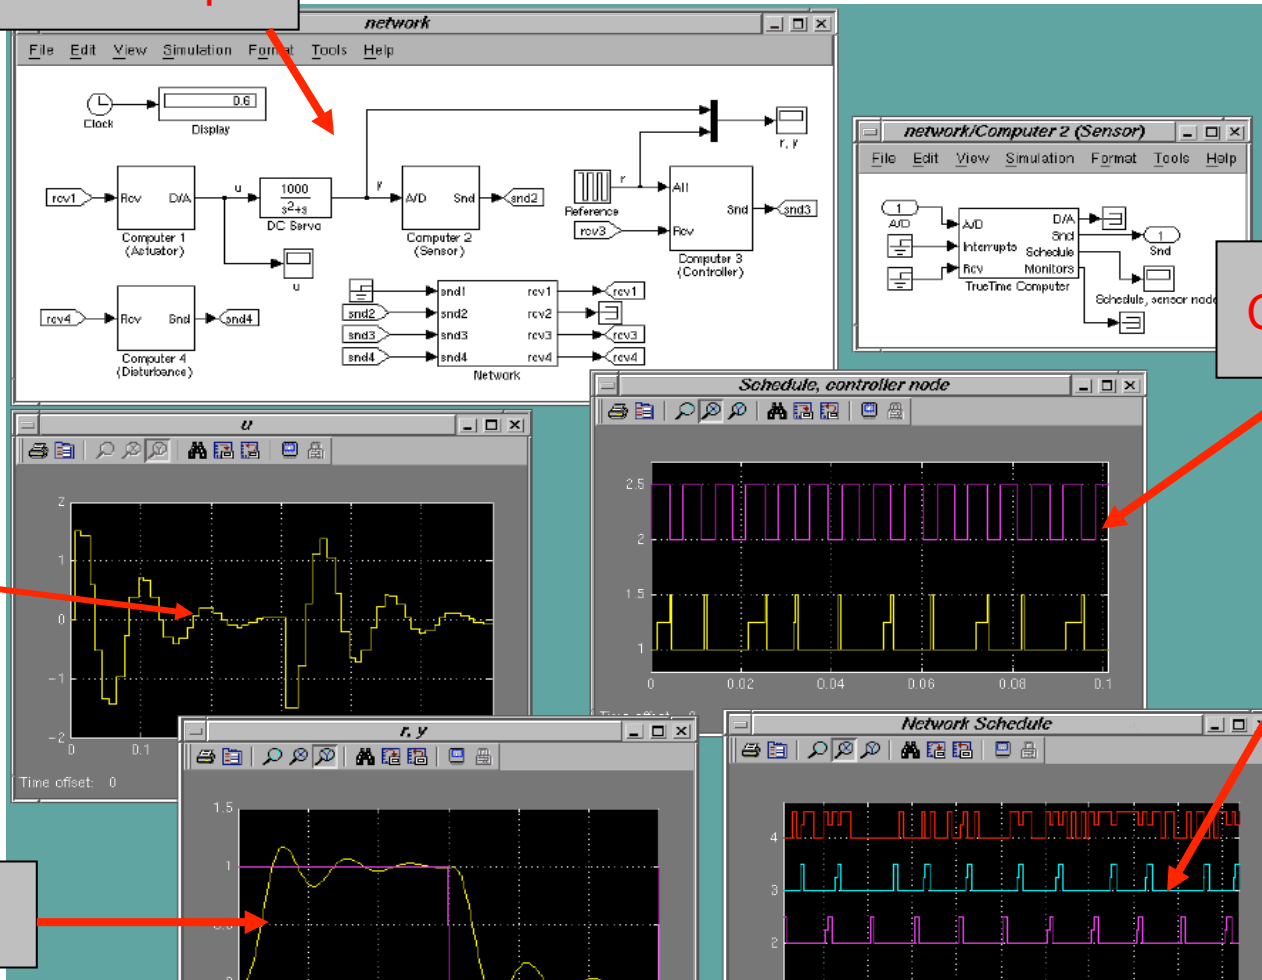 network
File Edit View Simulation Format Tools Help
0.6
Clock
Display
r, y
rcv1
Rcv D/A
u
1000
s²+s
DC Servo
y
A/D Snd
snd2
Reference
r
rcv3
All
Snd
Rcv
snd3
Computer 1
(Actuator)
Computer 2
(Sensor)
Computer 3
(Controller)
u
rcv4
Rcv Snd
snd4
Computer 4
(Disturbance)
snd1 rcv1 rcv1
snd2 snd2 rcv2
snd3 snd3 rcv3 rcv3
snd4 snd4 rcv4 rcv4
Network
network/Computer 2 (Sensor)
File Edit View Simulation Format Tools Help
1
A/D
A/D
Interrupts
Rcv
D/A
Snd
Schedule
Monitors
TrueTime Computer
1
Snd
Schedule, sensor node
u
2
1
0
-1
-2
0 0.1
Time offset: 0
Schedule, controller node
2.5
2
1.5
1
0 0.02 0.04 0.06 0.08 0.1
r, y
1.5
1
0.5
0
Network Schedule
4
3
2